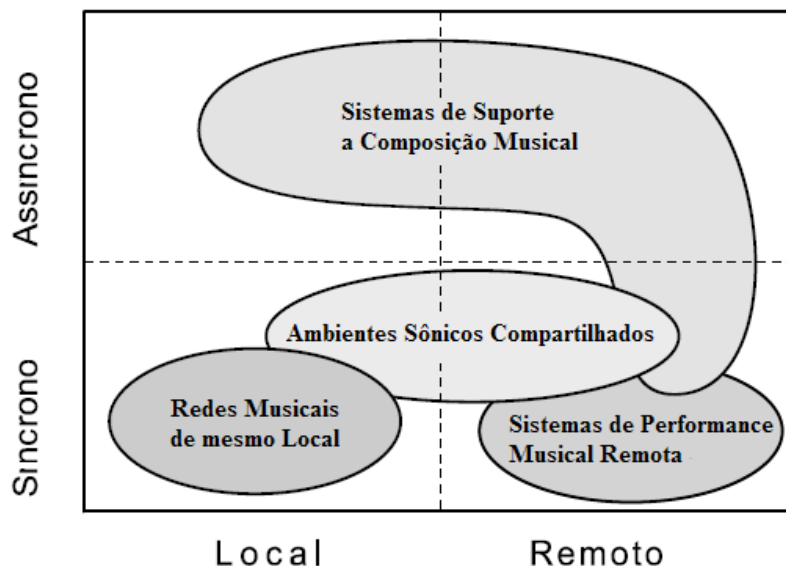 Assíncrono
Síncrono
Sistemas de Suporte
a Composição Musical
Ambientes Sônicos Compartilhados
Redes Musicais
de mesmo Local
Sistemas de Performance
Musical Remota
Local
Remoto